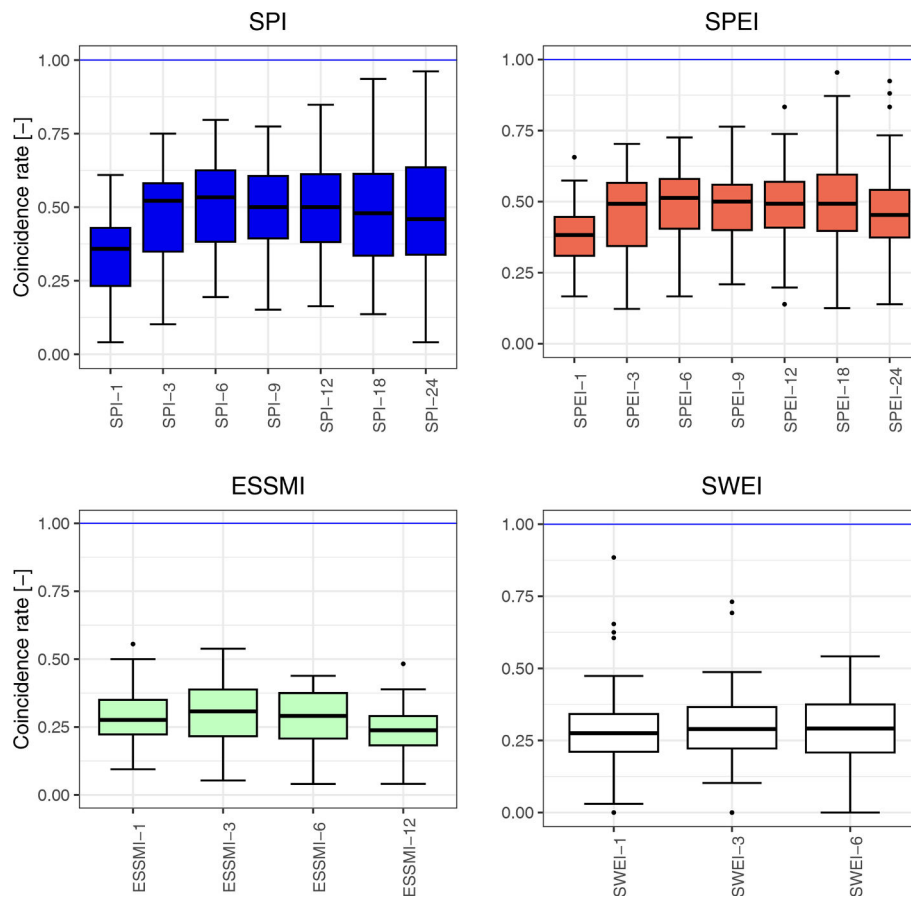 SPI
Coincidence rate [−]
1.00
0.75
0.50
0.25
0.00
SPI−1
SPI−3
SPI−6
SPI−9
SPI−12
SPI−18
SPI−24
SPEI
1.00
0.75
0.50
0.25
0.00
SPEI−1
SPEI−3
SPEI−6
SPEI−9
SPEI−12
SPEI−18
SPEI−24
ESSMI
Coincidence rate [−]
1.00
0.75
0.50
0.25
0.00
ESSMI−1
ESSMI−3
ESSMI−6
ESSMI−12
SWEI
1.00
0.75
0.50
0.25
0.00
SWEI−1
SWEI−3
SWEI−6